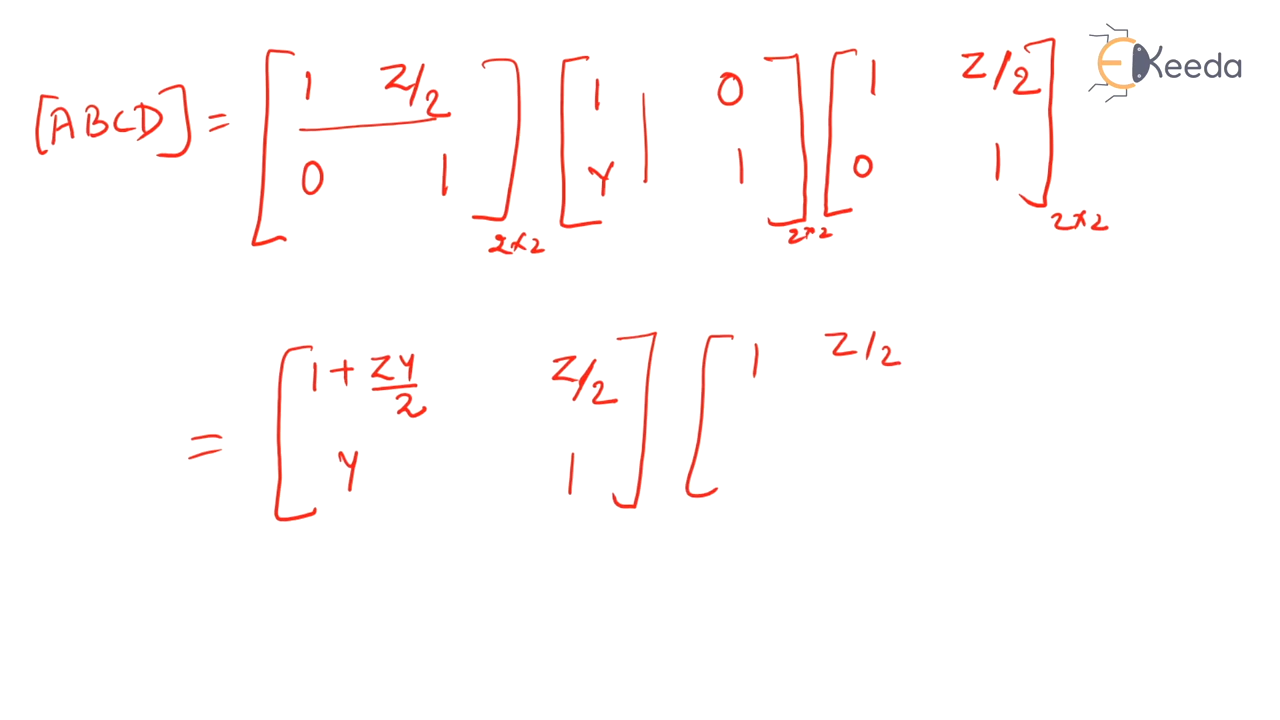 [ABCD] = [1 Z/2 [1 0 [1 Z/2
0 1] Y 1] 0 1]
2×2 2×2 2×2
= [1 + ZY/2 Z/2 [1 Z/2
Y 1]
EKeeda